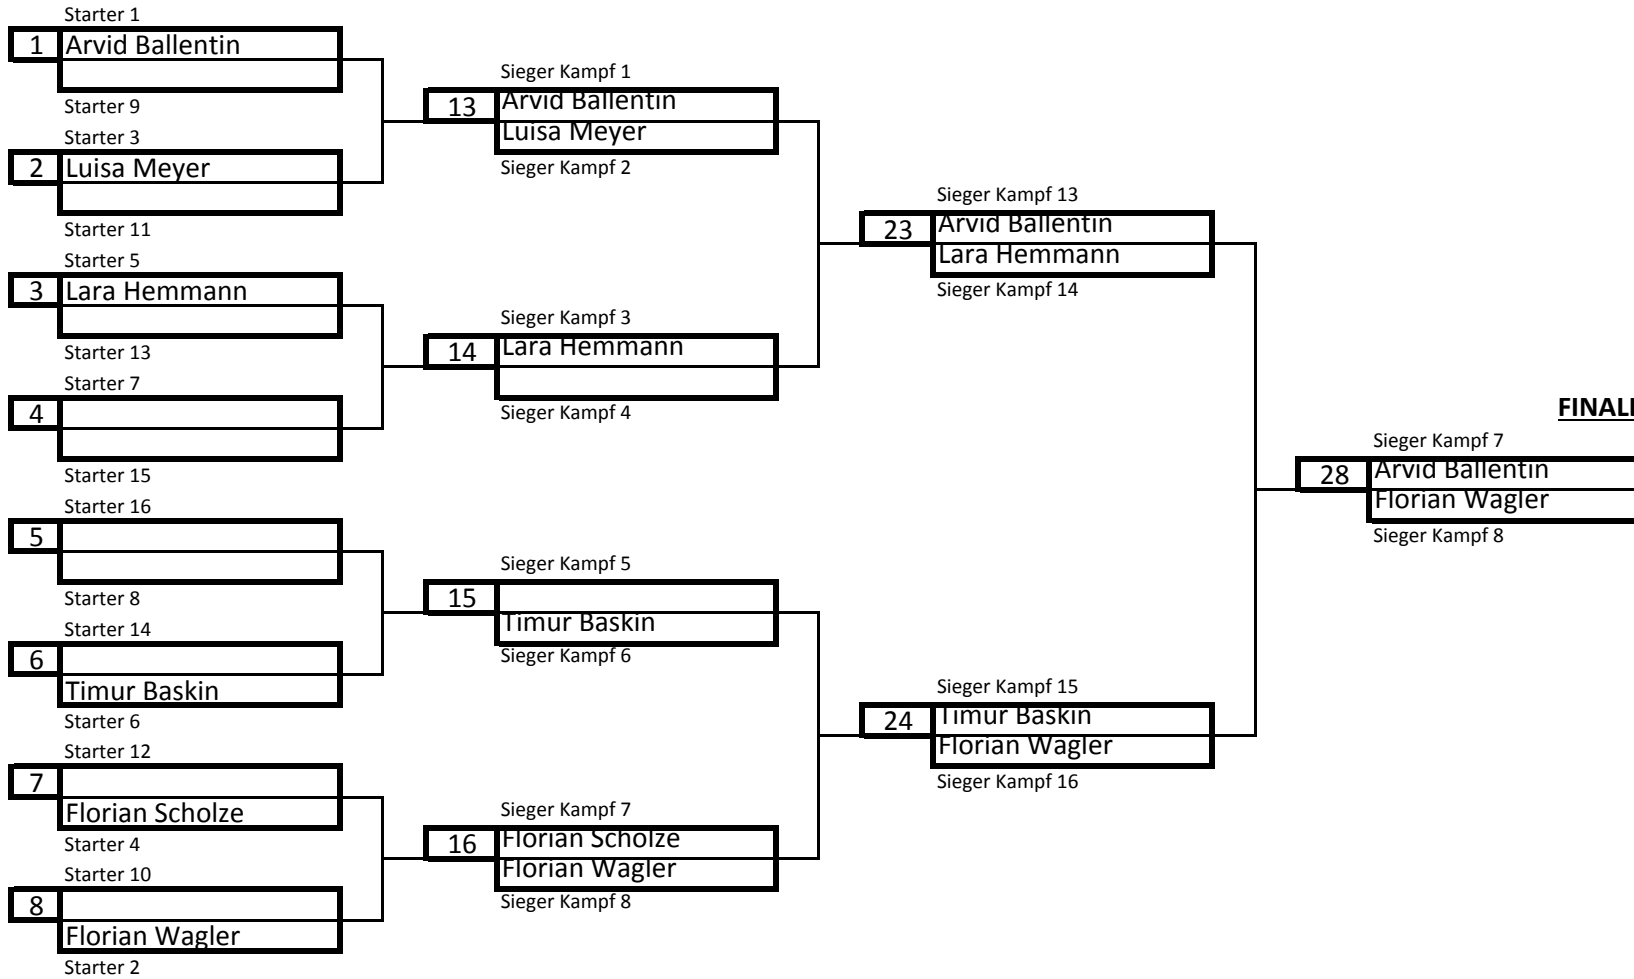 Starter 1
1 Arvid Ballentin
Starter 9
Starter 3
2 Luisa Meyer
Starter 11
Starter 5
3 Lara Hemmann
Starter 13
Starter 7
4
Starter 15
Starter 16
5
Starter 8
Starter 14
6
Timur Baskin
Starter 6
Starter 12
7
Florian Scholze
Starter 4
Starter 10
8
Florian Wagler
Starter 2
Sieger Kampf 1
13 Arvid Ballentin
Luisa Meyer
Sieger Kampf 2
Sieger Kampf 3
14 Lara Hemmann
Sieger Kampf 4
Sieger Kampf 5
15
Timur Baskin
Sieger Kampf 6
Sieger Kampf 7
16 Florian Scholze
Florian Wagler
Sieger Kampf 8
Sieger Kampf 13
23 Arvid Ballentin
Lara Hemmann
Sieger Kampf 14
Sieger Kampf 15
24 Timur Baskin
Florian Wagler
Sieger Kampf 16
FINAL
Sieger Kampf 7
28 Arvid Ballentin
Florian Wagler
Sieger Kampf 8